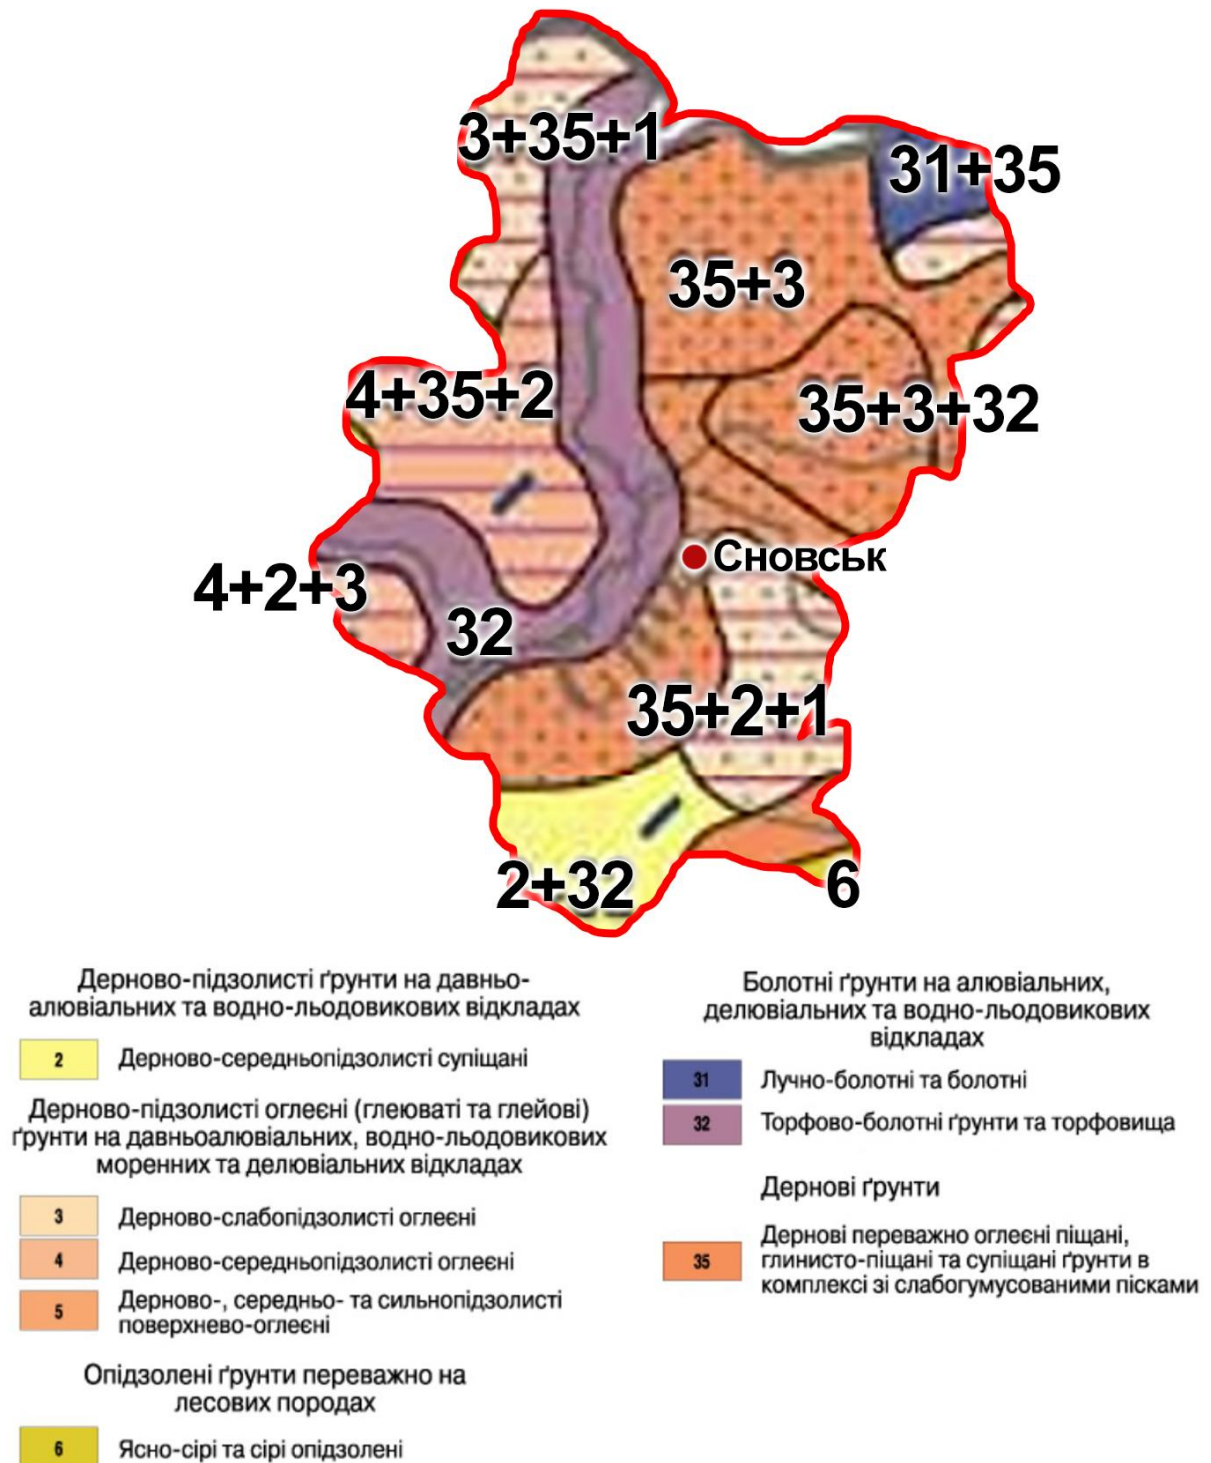 3+35+1
31+35
35+3
4+35+2
35+3+32
Сновськ
4+2+3
32
35+2+1
2+32
6
Дерново-підзолисті ґрунти на давньо-
алювіальних та водно-льодовикових відкладах
2 Дерново-середньопідзолисті супіщані
Дерново-підзолисті оглеєні (глеюваті та глейові)
ґрунти на давньоалювіальних, водно-льодовикових
моренних та делювіальних відкладах
3 Дерново-слабопідзолисті оглеєні
4 Дерново-середньопідзолисті оглеєні
5 Дерново-, середньо- та сильнопідзолисті
поверхнево-оглеєні
Опідзолені ґрунти переважно на
лесових породах
6 Ясно-сірі та сірі опідзолені
Болотні ґрунти на алювіальних,
делювіальних та водно-льодовикових
відкладах
31 Лучно-болотні та болотні
32 Торфово-болотні ґрунти та торфовища
Дернові ґрунти
35 Дернові переважно оглеєні піщані,
глинисто-піщані та супіщані ґрунти в
комплексі зі слабогумусованими пісками